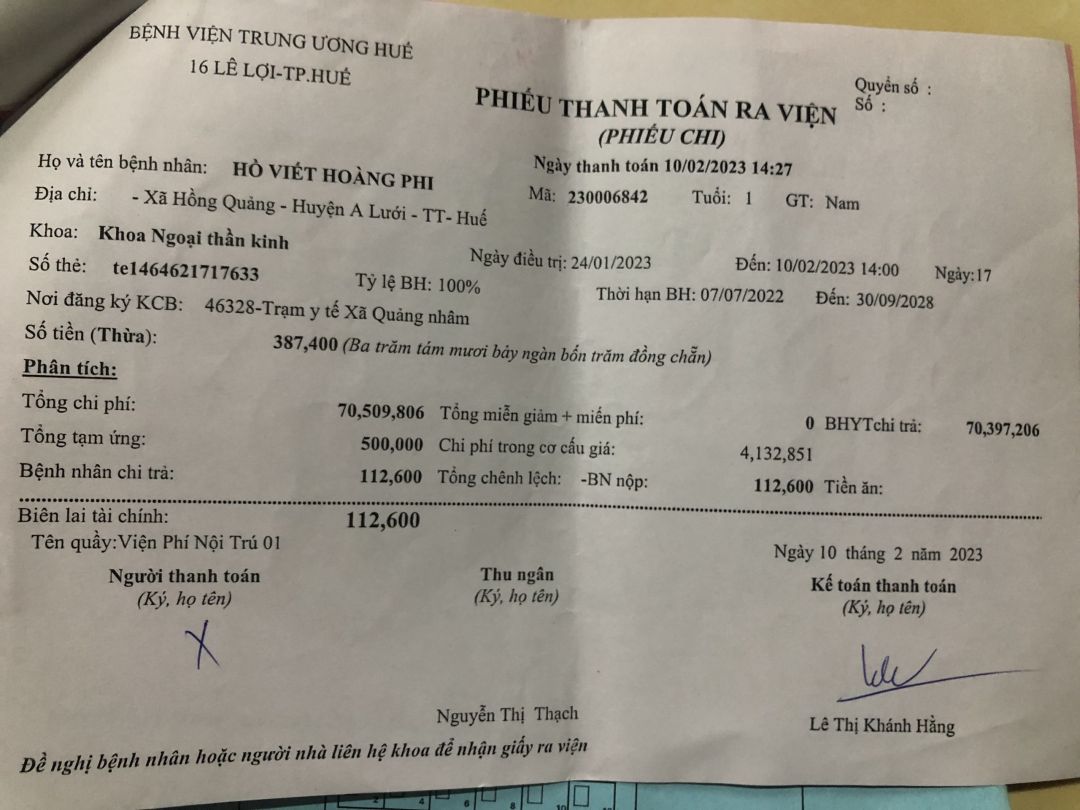 BỆNH VIỆN TRUNG ƯƠNG HUẾ
16 LÊ LỢI-TP.HUẾ
Quyển số :
Số :
PHIẾU THANH TOÁN RA VIỆN
(PHIẾU CHI)
Ngày thanh toán 10/02/2023 14:27
Họ và tên bệnh nhân: HỒ VIẾT HOÀNG PHI
Mã: 230006842 Tuổi: 1 GT: Nam
Địa chỉ: - Xã Hồng Quảng - Huyện A Lưới - TT- Huế
Khoa: Khoa Ngoại thần kinh
Ngày điều trị: 24/01/2023 Đến: 10/02/2023 14:00 Ngày:17
Số thẻ: te1464621717633 Tỷ lệ BH: 100% Thời hạn BH: 07/07/2022 Đến: 30/09/2028
Nơi đăng ký KCB: 46328-Trạm y tế Xã Quảng nhâm
Số tiền (Thừa): 387,400 (Ba trăm tám mươi bảy ngàn bốn trăm đồng chẵn)
Phân tích:
Tổng chi phí: 70,509,806 Tổng miễn giảm + miến phí: 0 BHYTchi trả: 70,397,206
Tổng tạm ứng: 500,000 Chi phí trong cơ cấu giá: 4,132,851
Bệnh nhân chi trả: 112,600 Tổng chênh lệch: -BN nộp: 112,600 Tiền ăn:
Biên lai tài chính: 112,600
Tên quầy:Viện Phí Nội Trú 01
Ngày 10 tháng 2 năm 2023
Người thanh toán Thu ngân Kế toán thanh toán
(Ký, họ tên) (Ký, họ tên) (Ký, họ tên)
X
Nguyễn Thị Thạch Lê Thị Khánh Hằng
Đề nghị bệnh nhân hoặc người nhà liên hệ khoa để nhận giấy ra viện
2 4 6 8 10